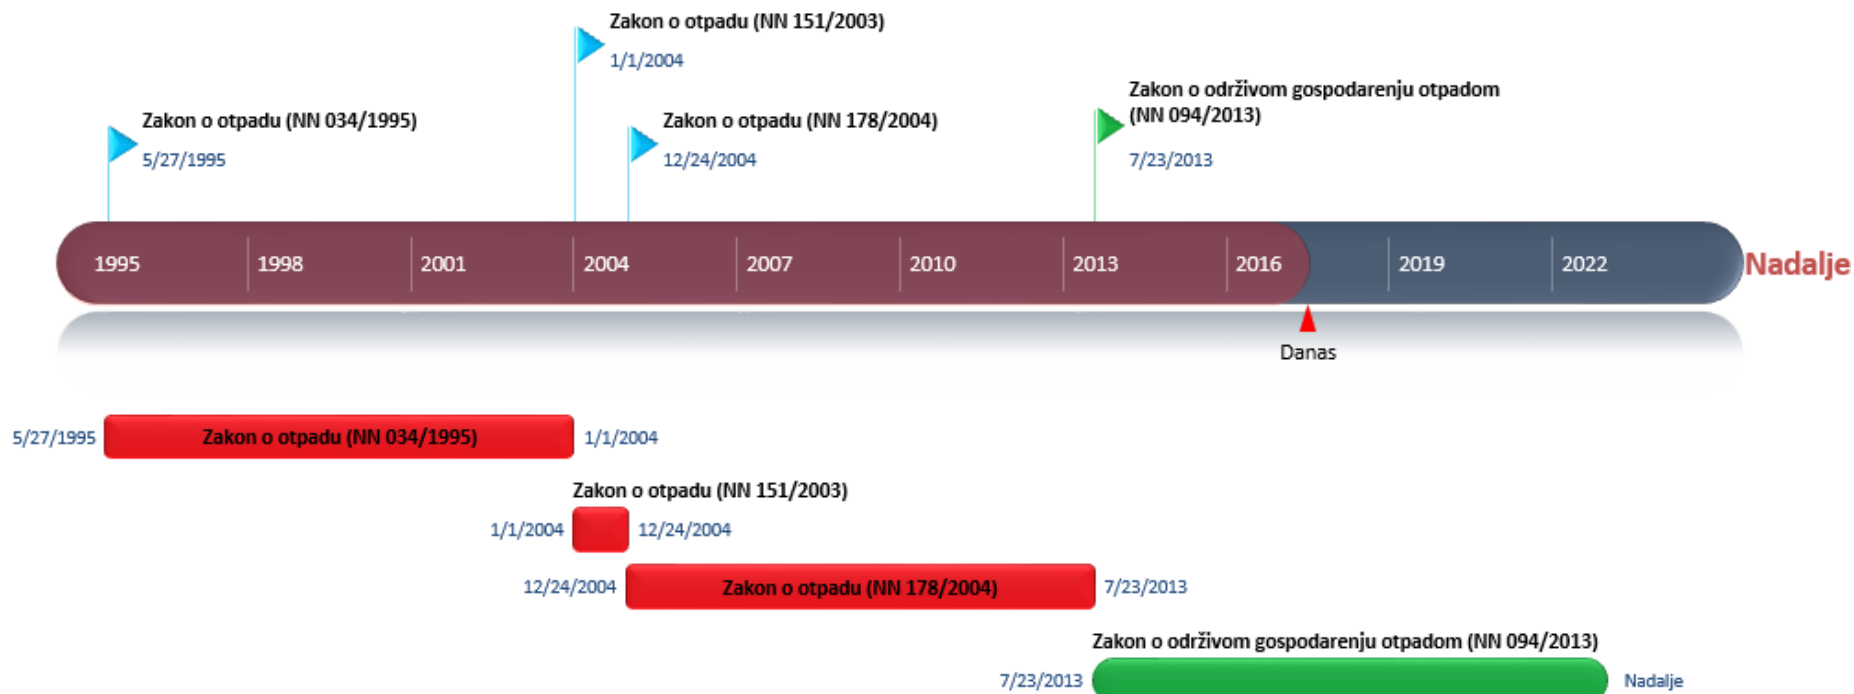 Zakon o otpadu (NN 151/2003)
1/1/2004
Zakon o održivom gospodarenju otpadom
(NN 094/2013)
7/23/2013
Zakon o otpadu (NN 034/1995)
5/27/1995
Zakon o otpadu (NN 178/2004)
12/24/2004
1995 1998 2001 2004 2007 2010 2013 2016 2019 2022 Nadalje
Danas
5/27/1995 Zakon o otpadu (NN 034/1995) 1/1/2004
Zakon o otpadu (NN 151/2003)
1/1/2004 12/24/2004
12/24/2004 Zakon o otpadu (NN 178/2004) 7/23/2013
Zakon o održivom gospodarenju otpadom (NN 094/2013)
7/23/2013 Nadalje